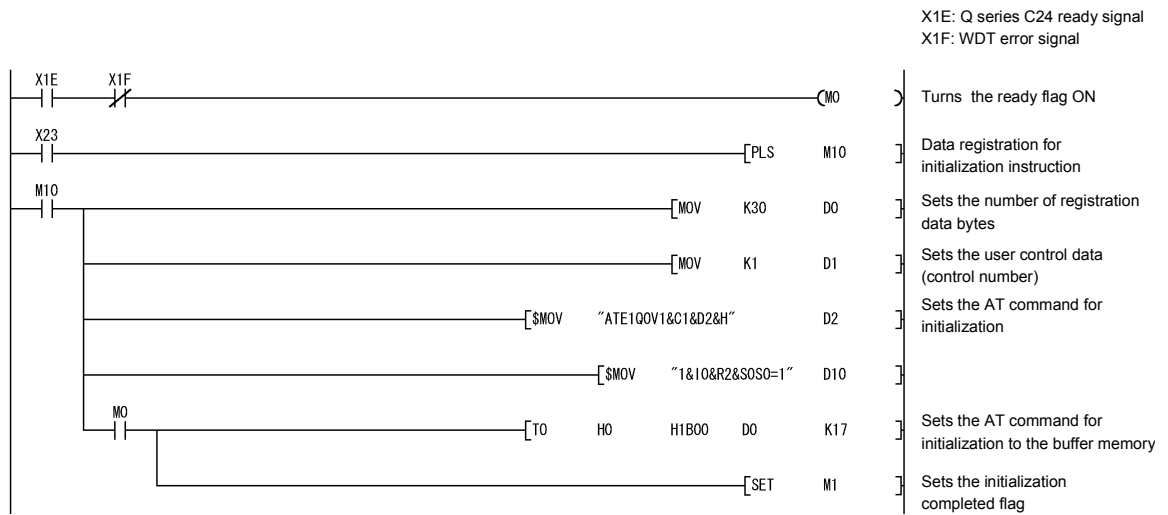 X1E: Q series C24 ready signal
X1F: WDT error signal
X1E X1F
M0 Turns the ready flag ON
X23
PLS M10 Data registration for
initialization instruction
M10
MOV K30 D0 Sets the number of registration
data bytes
MOV K1 D1 Sets the user control data
(control number)
$MOV "ATE1Q0V1&C1&D2&H" D2 Sets the AT command for
initialization
$MOV "1&I0&R2&S0S0=1" D10
M0
TO H0 H1B00 D0 K17 Sets the AT command for
initialization to the buffer memory
SET M1 Sets the initialization
completed flag